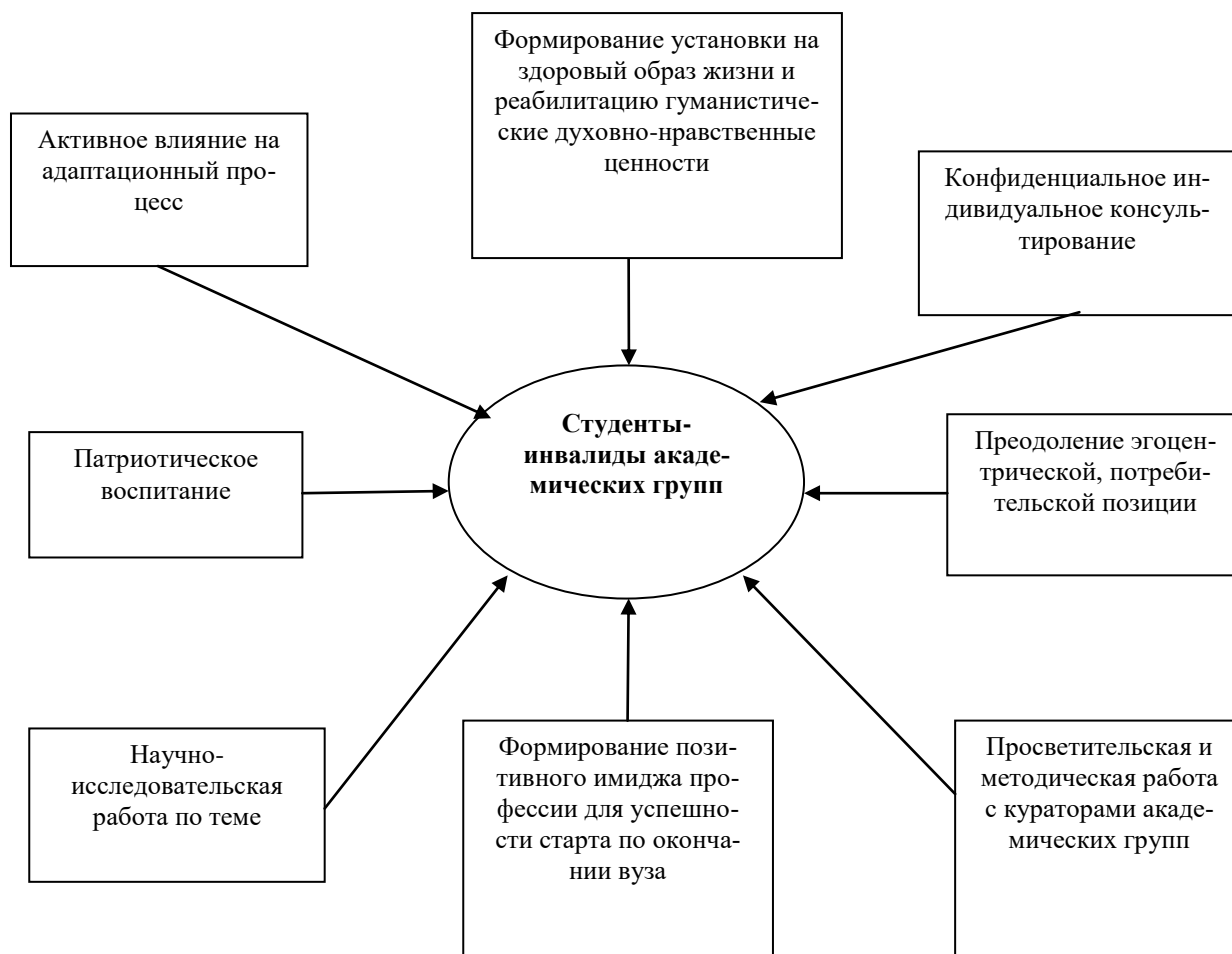 Формирование установки на
здоровый образ жизни и
реабилитацию гуманистиче-
ские духовно-нравственные
ценности
Активное влияние на
адаптационный про-
цесс
Конфиденциальное ин-
дивидуальное консуль-
тирование
Студенты-
инвалиды акаде-
мических групп
Патриотическое
воспитание
Преодоление эгоцен-
трической, потреби-
тельской позиции
Научно-
исследовательская
работа по теме
Формирование пози-
тивного имиджа про-
фессии для успешно-
сти старта по оконча-
нии вуза
Просветительская и
методическая работа
с кураторами акаде-
мических групп